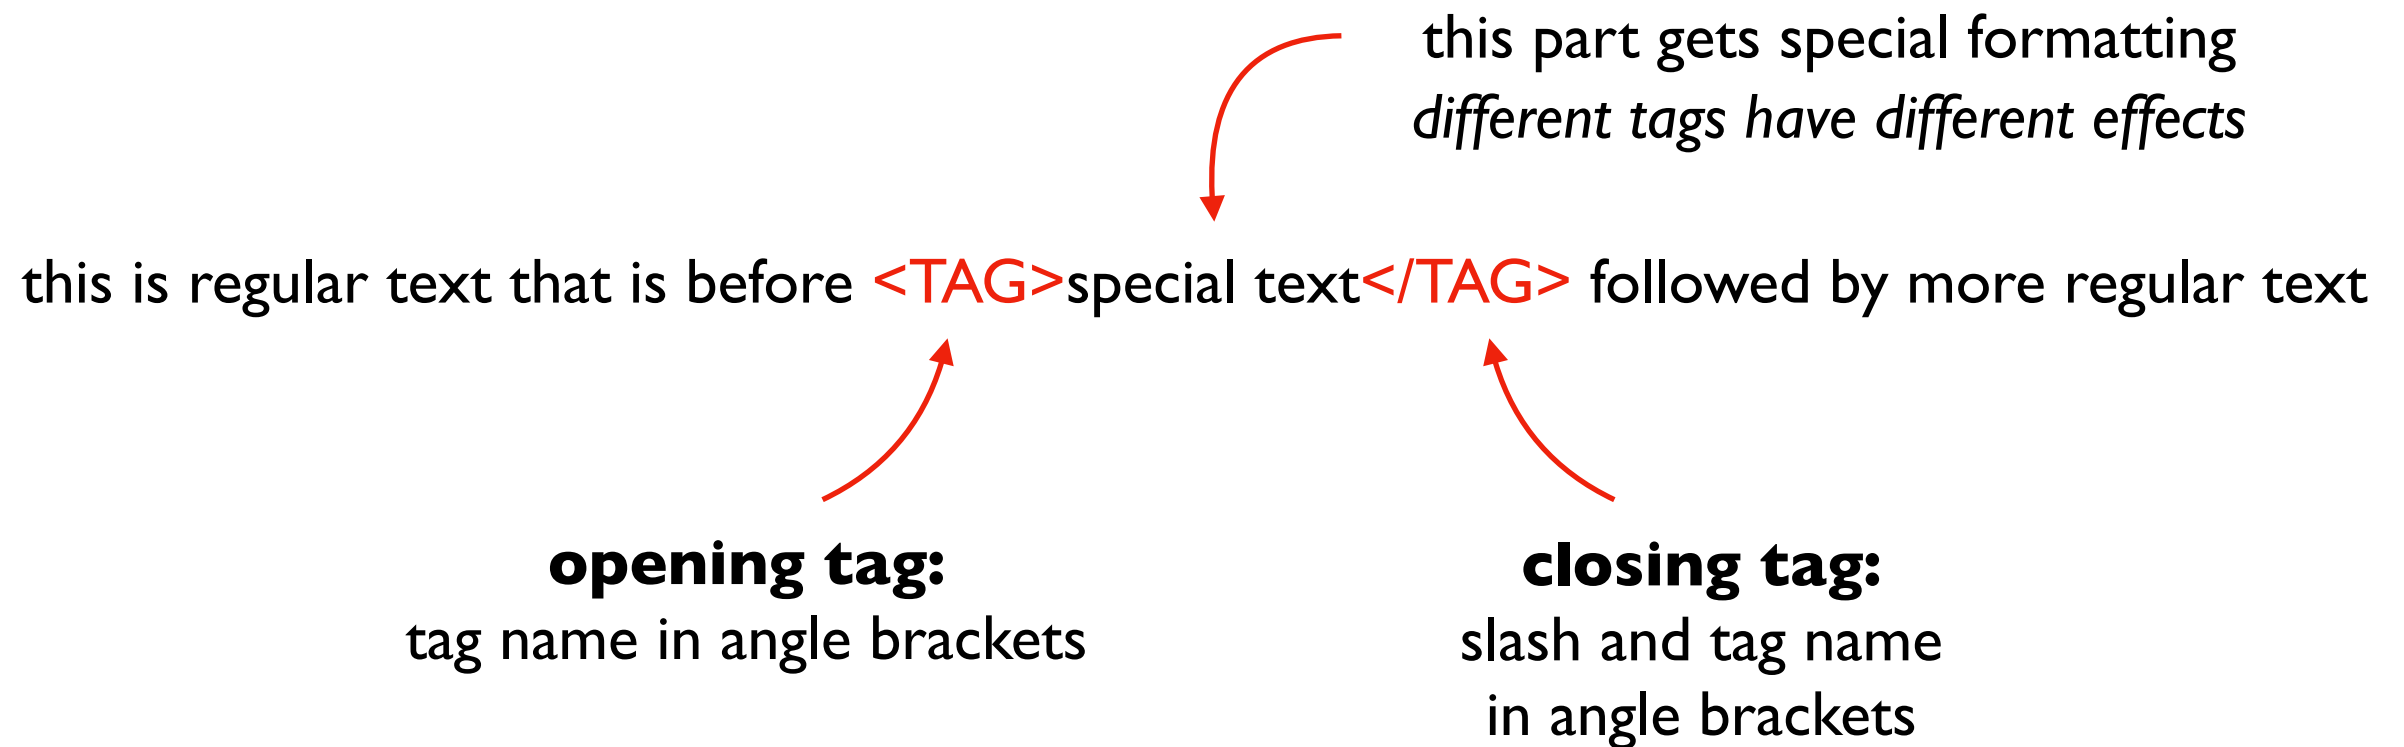 this part gets special formatting
different tags have different effects
this is regular text that is before <TAG>special text</TAG> followed by more regular text
opening tag:
tag name in angle brackets
closing tag:
slash and tag name
in angle brackets